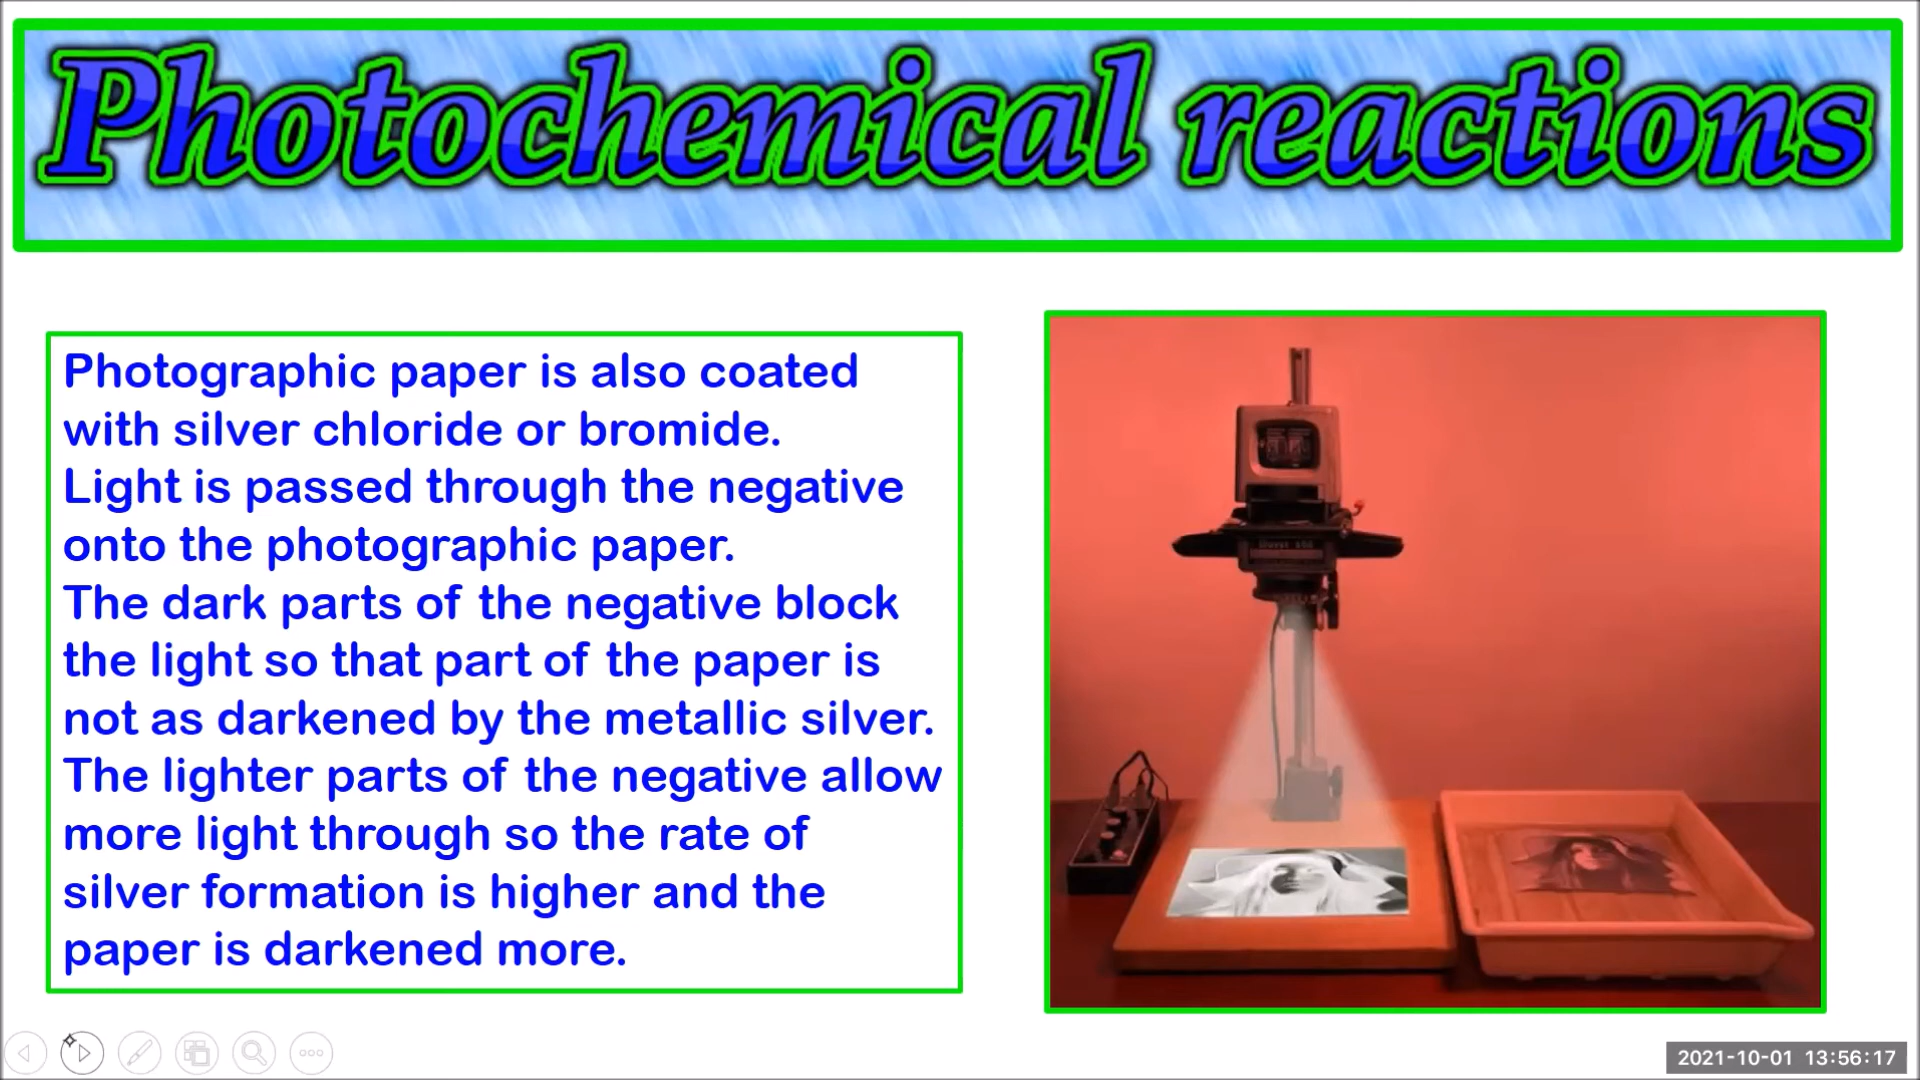 Photochemical reactions
Photographic paper is also coated
with silver chloride or bromide.
Light is passed through the negative
onto the photographic paper.
The dark parts of the negative block
the light so that part of the paper is
not as darkened by the metallic silver.
The lighter parts of the negative allow
more light through so the rate of
silver formation is higher and the
paper is darkened more.
2021-10-01 13:56:17